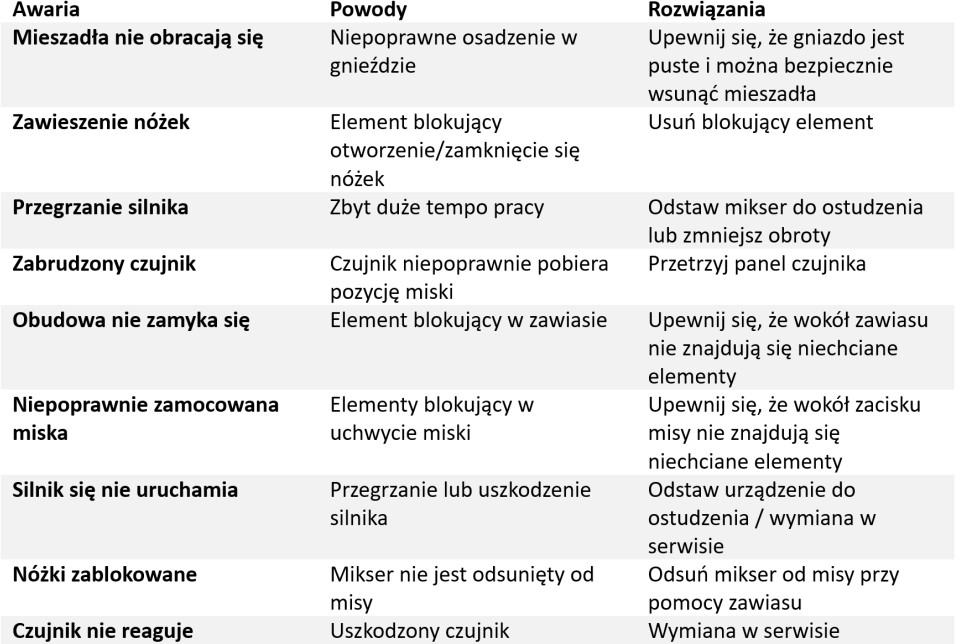 Awaria Powody Rozwiązania
Mieszadła nie obracają się Niepoprawne osadzenie w Upewnij się, że gniazdo jest
gnieździe puste i można bezpiecznie
wsunąć mieszadła
Zawieszenie nóżek Element blokujący Usuń blokujący element
otworzenie/zamknięcie się
nóżek
Przegrzanie silnika Zbyt duże tempo pracy Odstaw mikser do ostudzenia
lub zmniejsz obroty
Zabrudzony czujnik Czujnik niepoprawnie pobiera Przetrzyj panel czujnika
pozycję miski
Obudowa nie zamyka się Element blokujący w zawiasie Upewnij się, że wokół zawiasu
nie znajdują się niechciane
elementy
Niepoprawnie zamocowana Elementy blokujący w Upewnij się, że wokół zacisku
miska uchwycie miski misy nie znajdują się
niechciane elementy
Silnik się nie uruchamia Przegrzanie lub uszkodzenie Odstaw urządzenie do
silnika ostudzenia / wymiana w
serwisie
Nóżki zablokowane Mikser nie jest odsunięty od Odsuń mikser od misy przy
misy pomocy zawiasu
Czujnik nie reaguje Uszkodzony czujnik Wymiana w serwisie